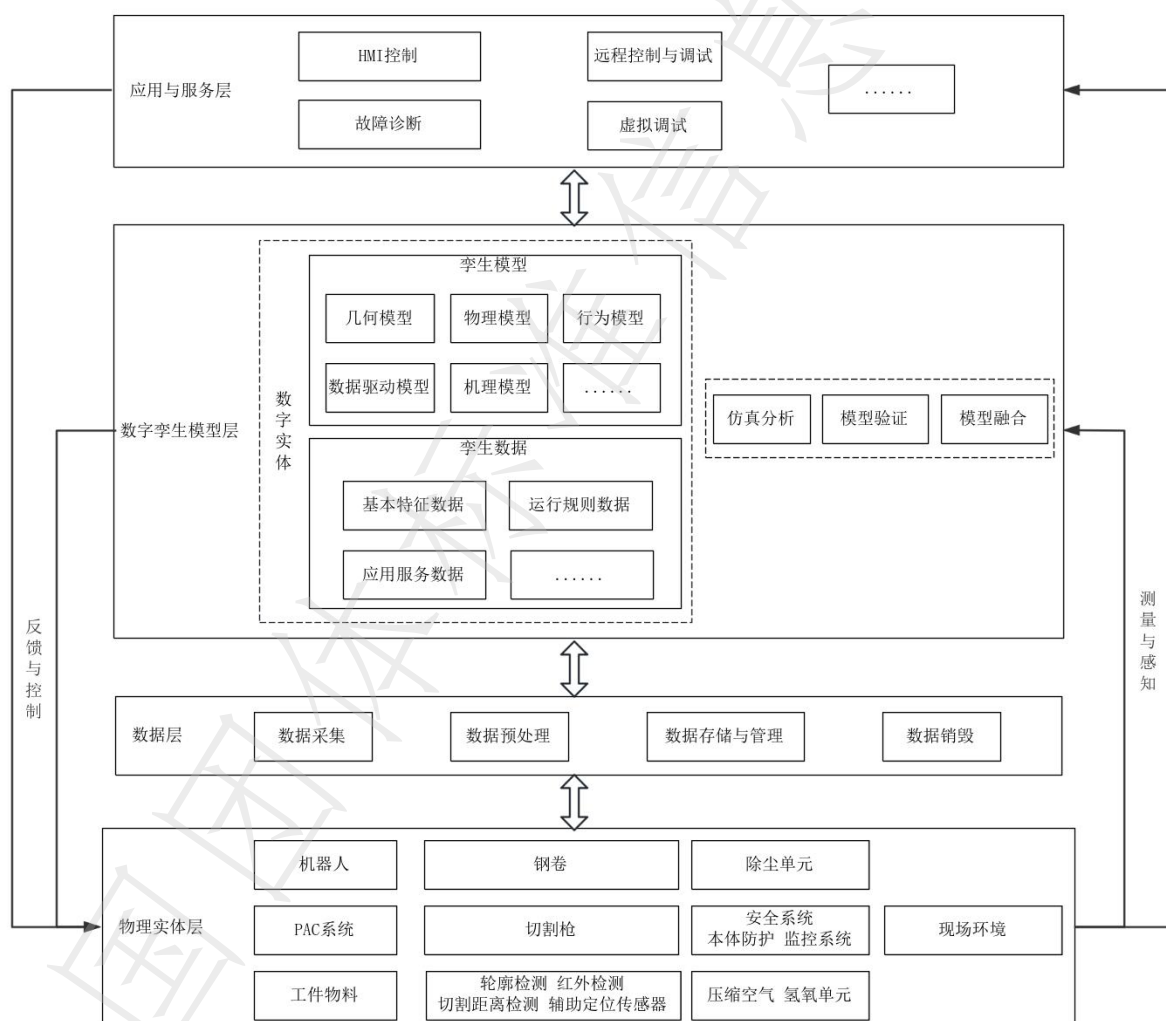 应用与服务层
HMI控制
远程控制与调试
......
故障诊断
虚拟调试
数字孪生模型层
数字实体
孪生模型
几何模型
物理模型
行为模型
数据驱动模型
机理模型
......
孪生数据
基本特征数据
运行规则数据
应用服务数据
......
仿真分析
模型验证
模型融合
反馈与控制
测量与感知
数据层
数据采集
数据预处理
数据存储与管理
数据销毁
物理实体层
机器人
钢卷
除尘单元
PAC系统
切割枪
安全系统
本体防护 监控系统
现场环境
工件物料
轮廓检测 红外检测
切割距离检测 辅助定位传感器
压缩空气 氢氧单元
国团体标准信息